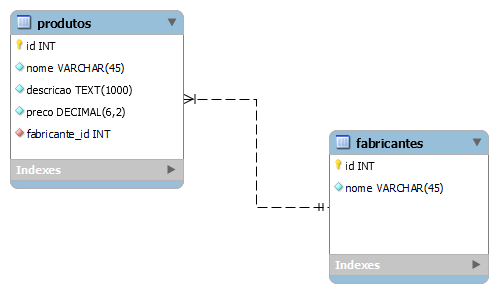 produtos
id INT
nome VARCHAR(45)
descricao TEXT(1000)
preco DECIMAL(6,2)
fabricante_id INT
Indexes
fabricantes
id INT
nome VARCHAR(45)
Indexes